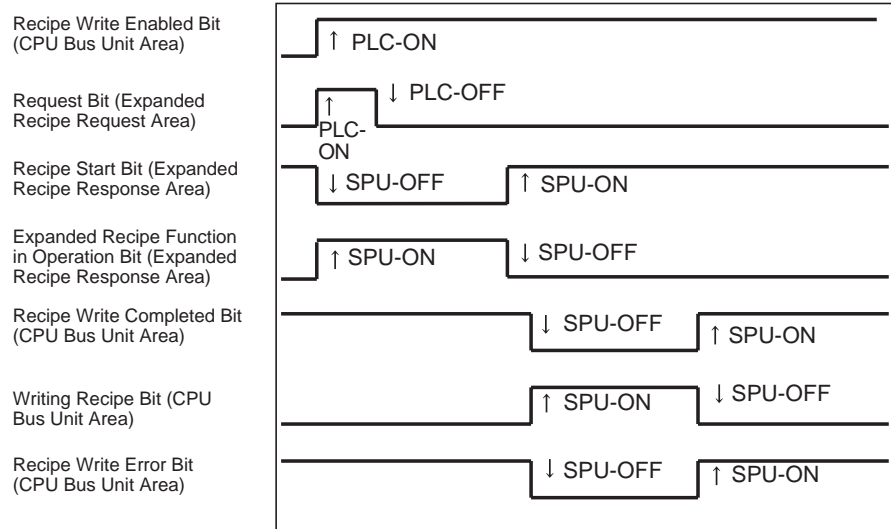 Recipe Write Enabled Bit
(CPU Bus Unit Area)
↑ PLC-ON
Request Bit (Expanded
Recipe Request Area)
↑
PLC-
ON
↓ PLC-OFF
Recipe Start Bit (Expanded
Recipe Response Area)
↓ SPU-OFF
↑ SPU-ON
Expanded Recipe Function
in Operation Bit (Expanded
Recipe Response Area)
↑ SPU-ON
↓ SPU-OFF
Recipe Write Completed Bit
(CPU Bus Unit Area)
↓ SPU-OFF
↑ SPU-ON
Writing Recipe Bit (CPU
Bus Unit Area)
↑ SPU-ON
↓ SPU-OFF
Recipe Write Error Bit
(CPU Bus Unit Area)
↓ SPU-OFF
↑ SPU-ON